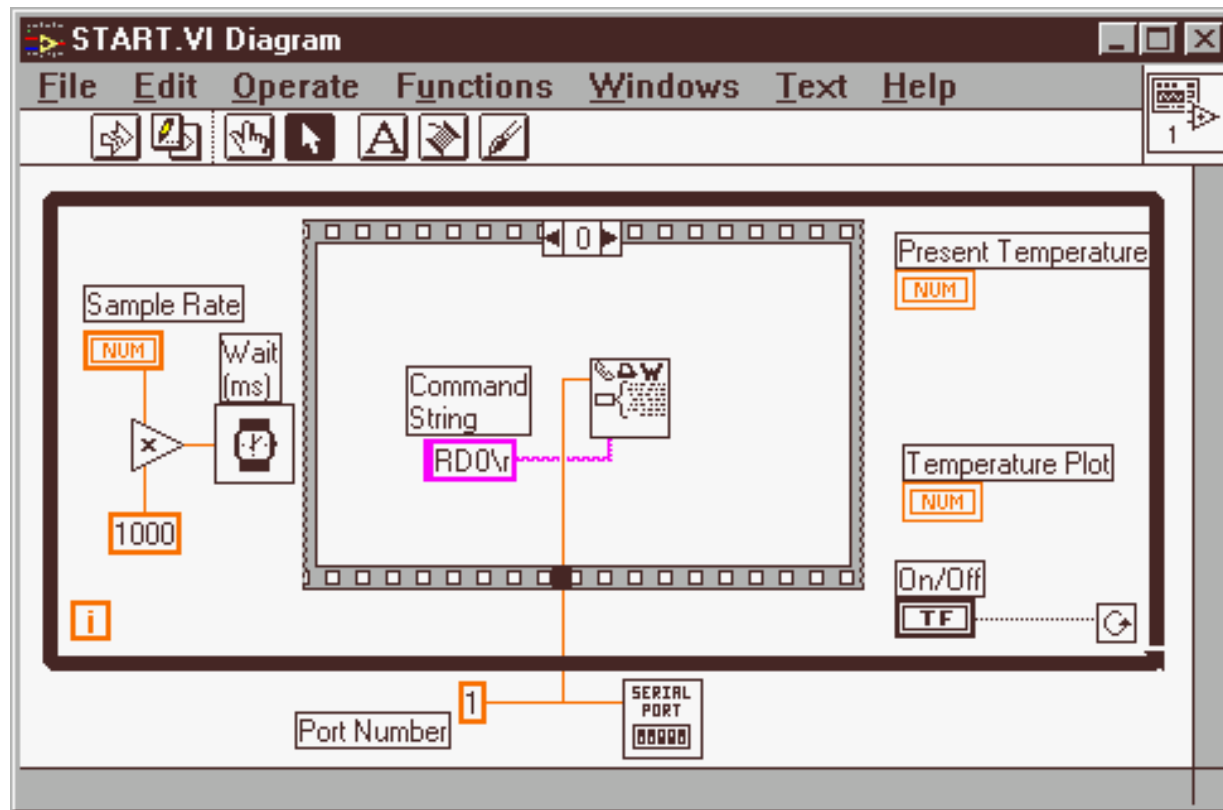 START.VI Diagram
File Edit Operate Functions Windows Text Help
A
1
0
Sample Rate
NUM
Wait
(ms)
x
1000
Command
String
RD0\r
Present Temperature
NUM
Temperature Plot
NUM
On/Off
TF
i
1
Port Number
SERIAL
PORT